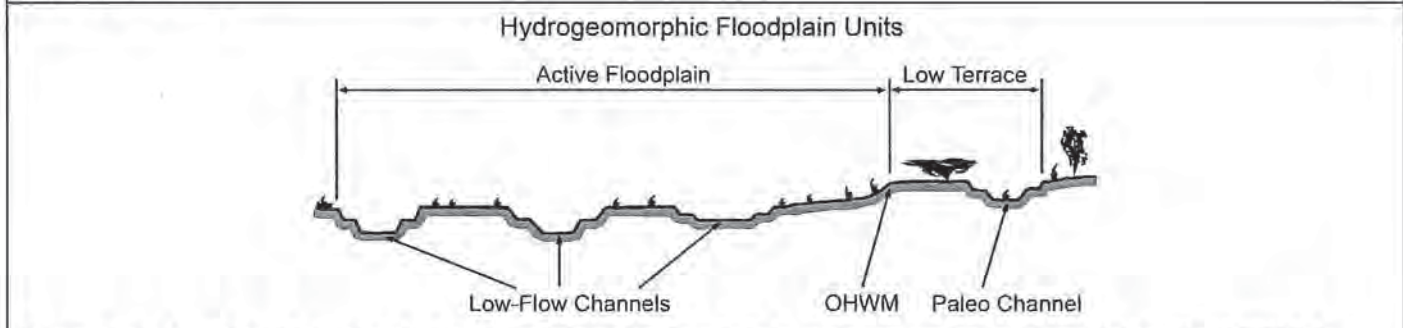 Hydrogeomorphic Floodplain Units
Active Floodplain
Low Terrace
Low-Flow Channels
OHWM
Paleo Channel